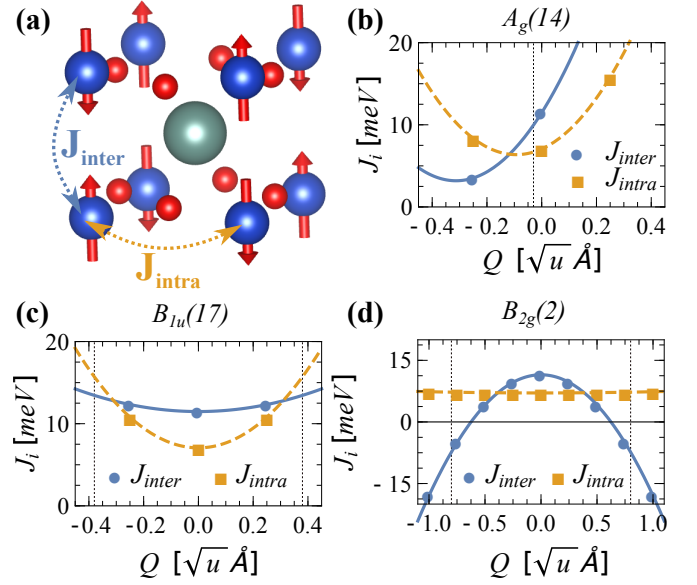 (a)
J_inter
J_intra
(b)
A_g(14)
J_i [meV]
20
15
10
5
0
J_inter
J_intra
-0.4 -0.2 0.0 0.2 0.4
Q [√u Å]
(c)
B_1u(17)
J_i [meV]
20
10
0
J_inter J_intra
-0.4 -0.2 0.0 0.2 0.4
Q [√u Å]
(d)
B_2g(2)
J_i [meV]
15
0
-15
J_inter J_intra
-1.0 -0.5 0.0 0.5 1.0
Q [√u Å]